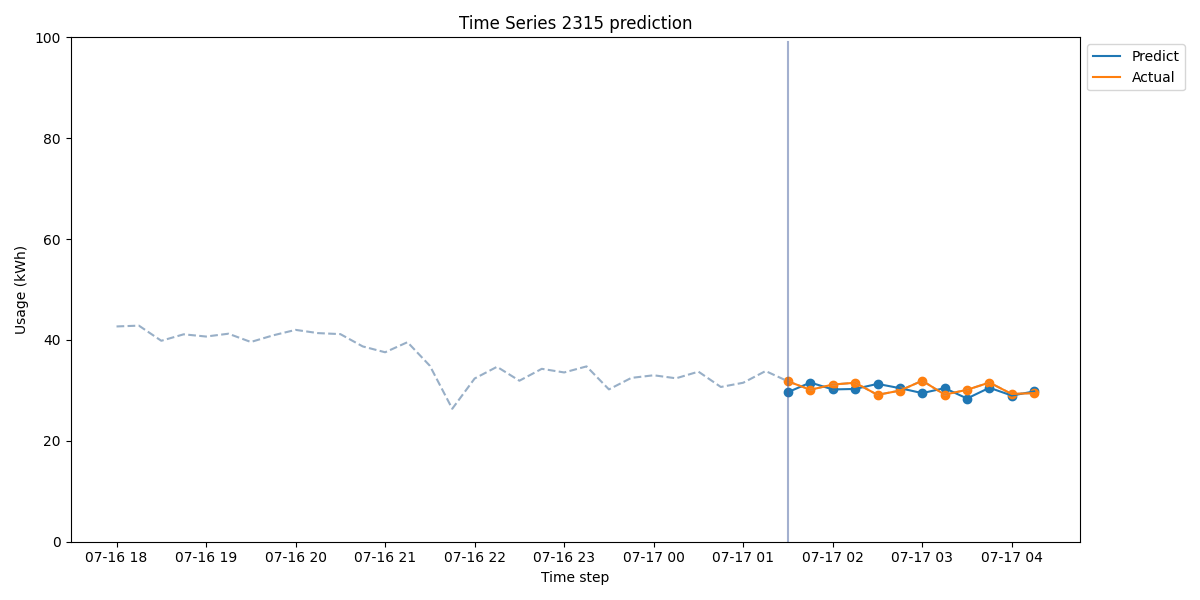 Time Series 2315 prediction
Predict
Actual
Usage (kWh)
100
80
60
40
20
0
07-16 18 07-16 19 07-16 20 07-16 21 07-16 22 07-16 23 07-17 00 07-17 01 07-17 02 07-17 03 07-17 04
Time step